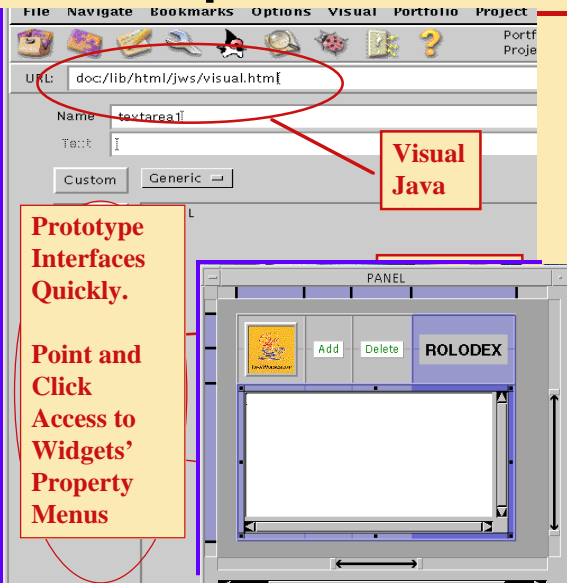 File Navigate Bookmarks Options Visual Portfolio Project
Portf
Proje
URL: doc:/lib/html/jws/visual.html
Name textarea1
Text
Custom Generic
L
Visual
Java
Prototype
Interfaces
Quickly.
Point and
Click
Access to
Widgets'
Property
Menus
PANEL
Add Delete ROLODEX